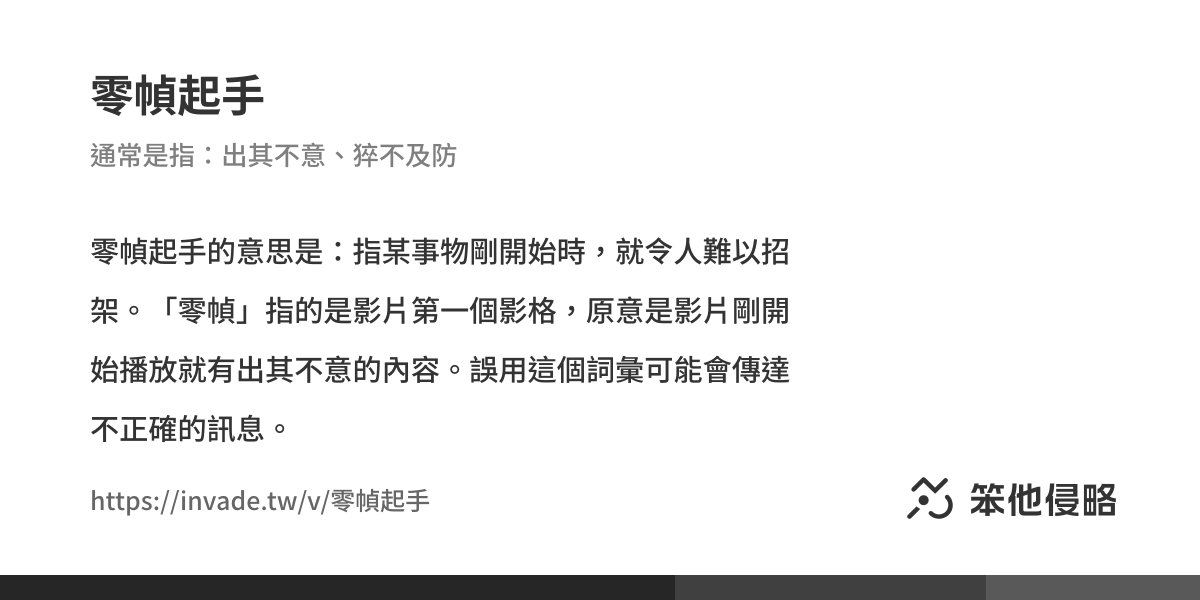 零幀起手
通常是指：出其不意、猝不及防
零幀起手的意思是：指某事物剛開始時，就令人難以招
架。「零幀」指的是影片第一個影格，原意是影片剛開
始播放就有出其不意的內容。誤用這個詞彙可能會傳達
不正確的訊息。
https://invade.tw/v/零幀起手
笨他侵略